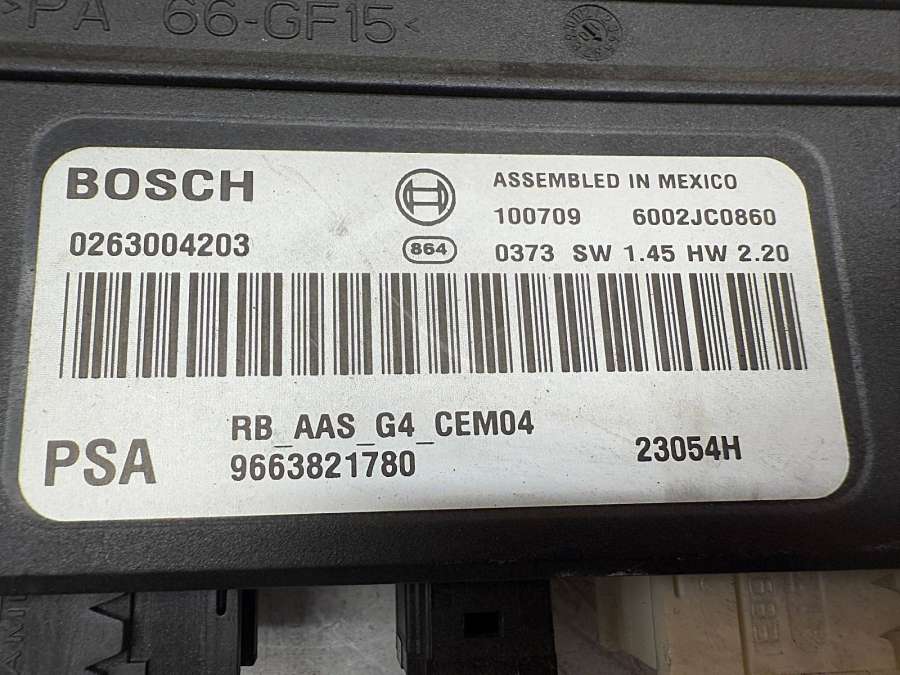 >PA 66-GF15<
BOSCH
0263004203
864
ASSEMBLED IN MEXICO
100709 6002JC0860
0373 SW 1.45 HW 2.20
RB_AAS_G4_CEM04
PSA
9663821780
23054H